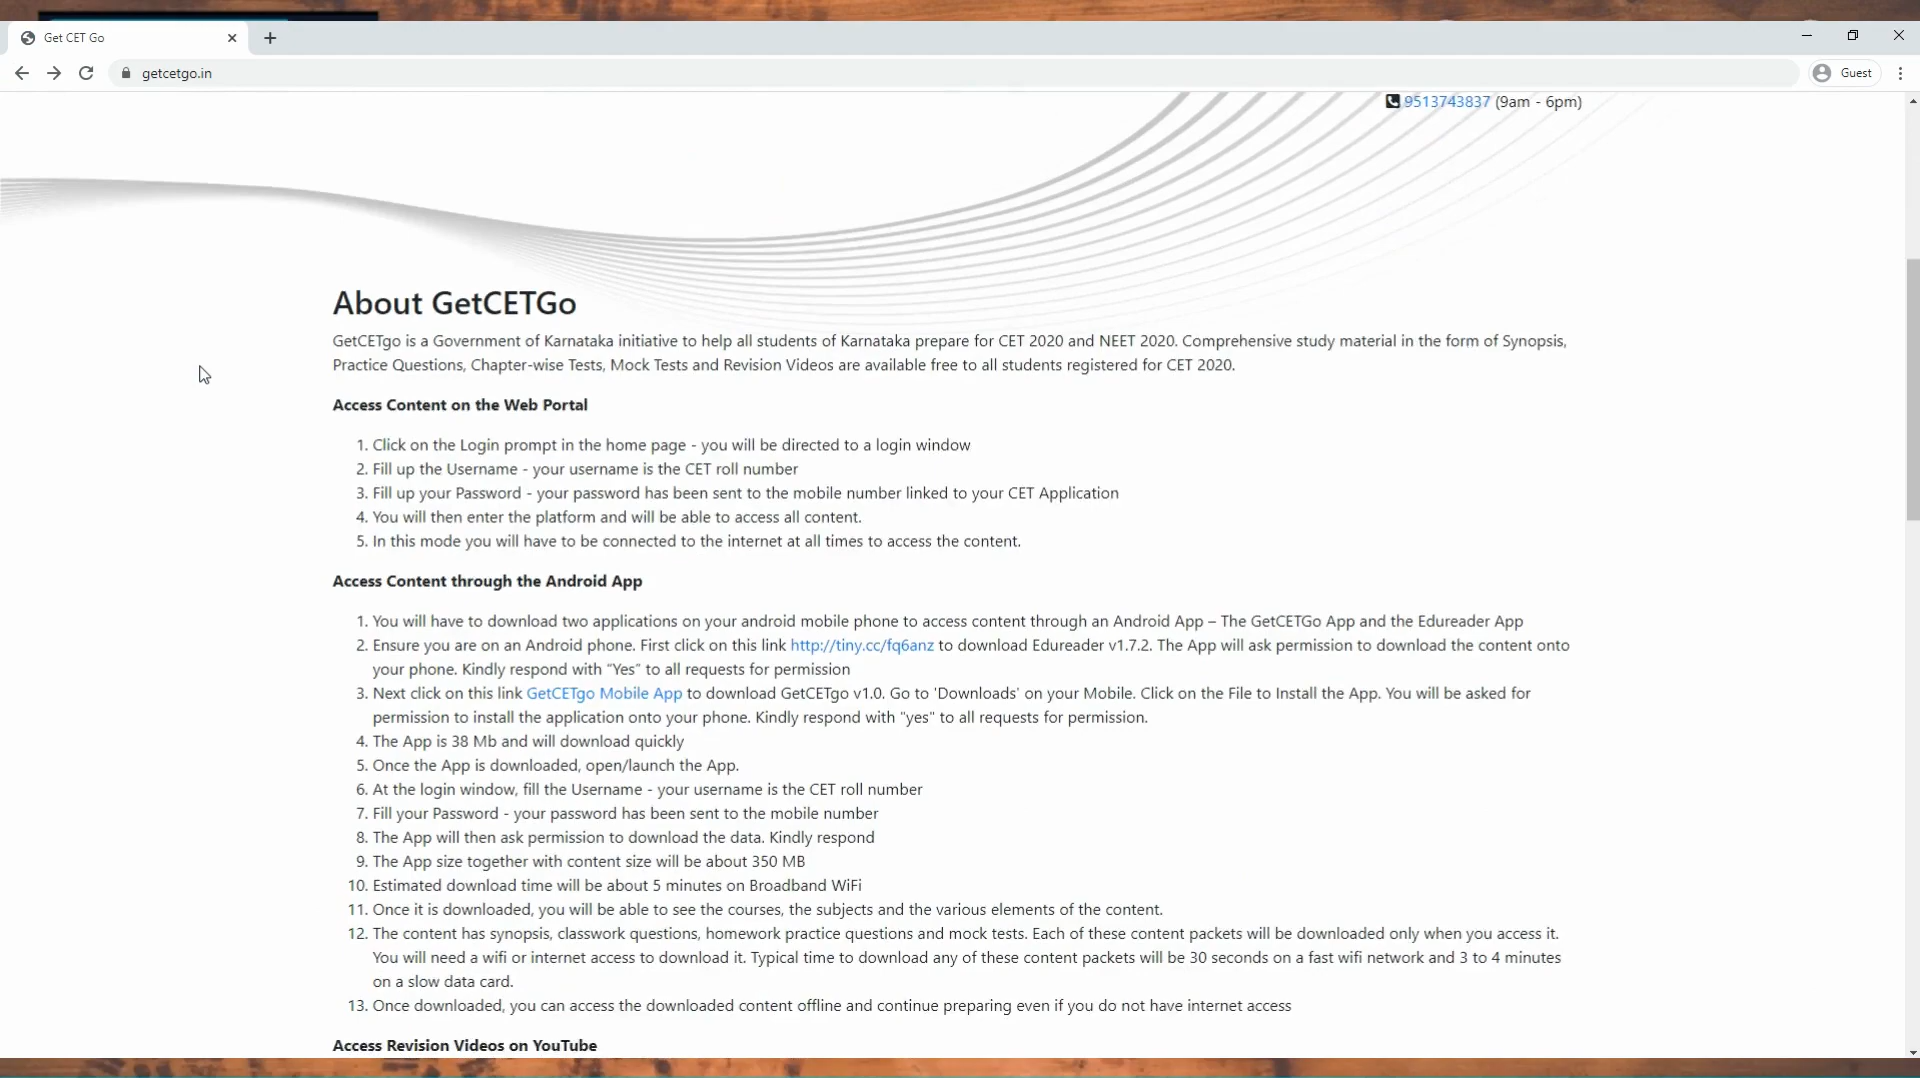 Get CET Go
getcetgo.in
Guest
9513743837 (9am - 6pm)
About GetCETGo
GetCETgo is a Government of Karnataka initiative to help all students of Karnataka prepare for CET 2020 and NEET 2020. Comprehensive study material in the form of Synopsis,
Practice Questions, Chapter-wise Tests, Mock Tests and Revision Videos are available free to all students registered for CET 2020.
Access Content on the Web Portal
1. Click on the Login prompt in the home page - you will be directed to a login window
2. Fill up the Username - your username is the CET roll number
3. Fill up your Password - your password has been sent to the mobile number linked to your CET Application
4. You will then enter the platform and will be able to access all content.
5. In this mode you will have to be connected to the internet at all times to access the content.
Access Content through the Android App
1. You will have to download two applications on your android mobile phone to access content through an Android App – The GetCETGo App and the Edureader App
2. Ensure you are on an Android phone. First click on this link http://tiny.cc/fq6anz to download Edureader v1.7.2. The App will ask permission to download the content onto
your phone. Kindly respond with “Yes” to all requests for permission
3. Next click on this link GetCETgo Mobile App to download GetCETgo v1.0. Go to 'Downloads' on your Mobile. Click on the File to Install the App. You will be asked for
permission to install the application onto your phone. Kindly respond with “yes” to all requests for permission.
4. The App is 38 Mb and will download quickly
5. Once the App is downloaded, open/launch the App.
6. At the login window, fill the Username - your username is the CET roll number
7. Fill your Password - your password has been sent to the mobile number
8. The App will then ask permission to download the data. Kindly respond
9. The App size together with content size will be about 350 MB
10. Estimated download time will be about 5 minutes on Broadband WiFi
11. Once it is downloaded, you will be able to see the courses, the subjects and the various elements of the content.
12. The content has synopsis, classwork questions, homework practice questions and mock tests. Each of these content packets will be downloaded only when you access it.
You will need a wifi or internet access to download it. Typical time to download any of these content packets will be 30 seconds on a fast wifi network and 3 to 4 minutes
on a slow data card.
13. Once downloaded, you can access the downloaded content offline and continue preparing even if you do not have internet access
Access Revision Videos on YouTube